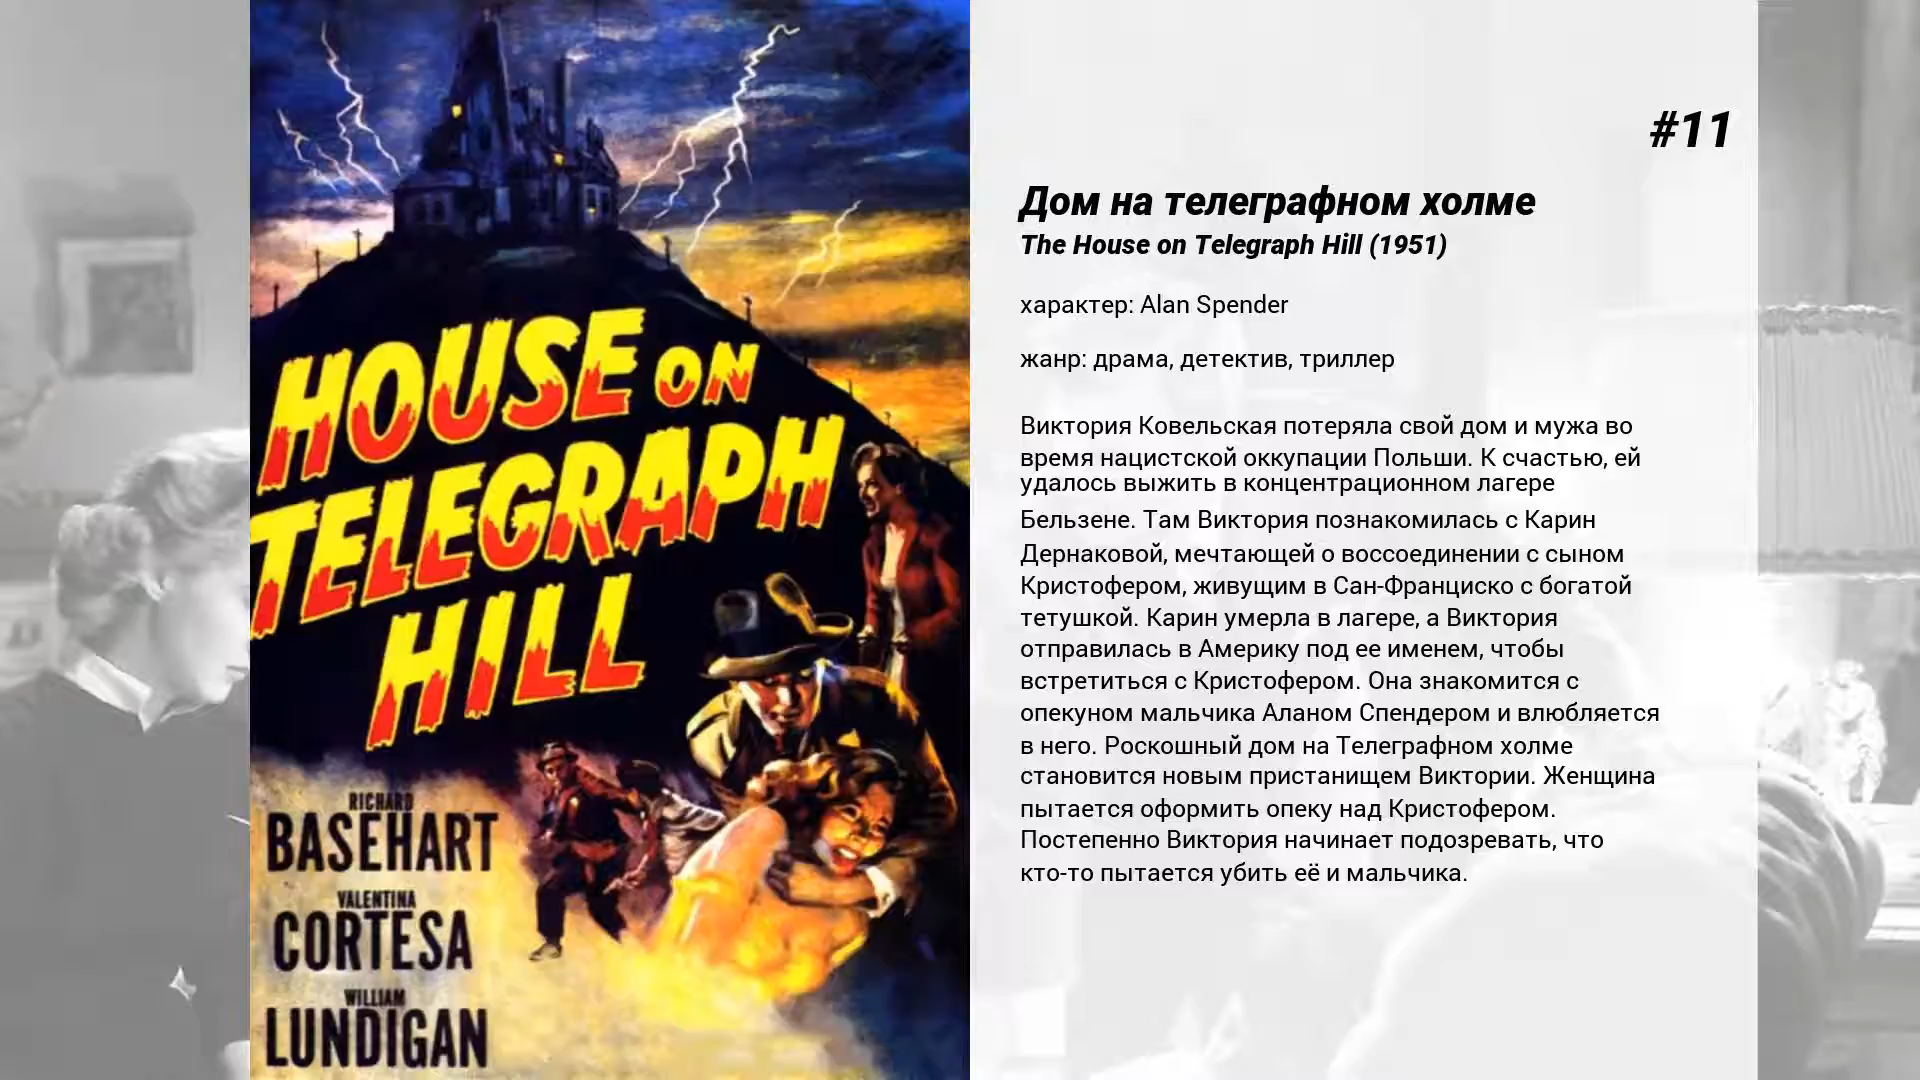 HOUSE ON
TELEGRAPH
HILL
RICHARD
BASEHART
VALENTINA
CORTESA
WILLIAM
LUNDIGAN
#11
Дом на телеграфном холме
The House on Telegraph Hill (1951)
характер: Alan Spender
жанр: драма, детектив, триллер
Виктория Ковельская потеряла свой дом и мужа во
время нацистской оккупации Польши. К счастью, ей
удалось выжить в концентрационном лагере
Бельзене. Там Виктория познакомилась с Карин
Дернаковой, мечтающей о воссоединении с сыном
Кристофером, живущим в Сан-Франциско с богатой
тетушкой. Карин умерла в лагере, а Виктория
отправилась в Америку под ее именем, чтобы
встретиться с Кристофером. Она знакомится с
опекуном мальчика Аланом Спендером и влюбляется
в него. Роскошный дом на Телеграфном холме
становится новым пристанищем Виктории. Женщина
пытается оформить опеку над Кристофером.
Постепенно Виктория начинает подозревать, что
кто-то пытается убить её и мальчика.